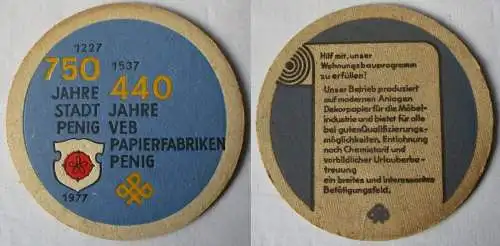 1227
750
JAHRE
STADT
PENIG
1537
440
JAHRE
VEB
PAPIERFABRIKEN
PENIG
1977
Hilf mit, unser
Wohnungsbauprogramm
zu erfüllen!
Unser Betrieb produziert
auf modernen Anlagen
Dekorpapier für die Möbel-
industrie und bietet für alle
bei guten Qualifizierungs-
möglichkeiten, Entlohnung
nach Chemietarif und
vorbildlicher Urlauberbe-
treuung
ein breites und interessantes
Betätigungsfeld.